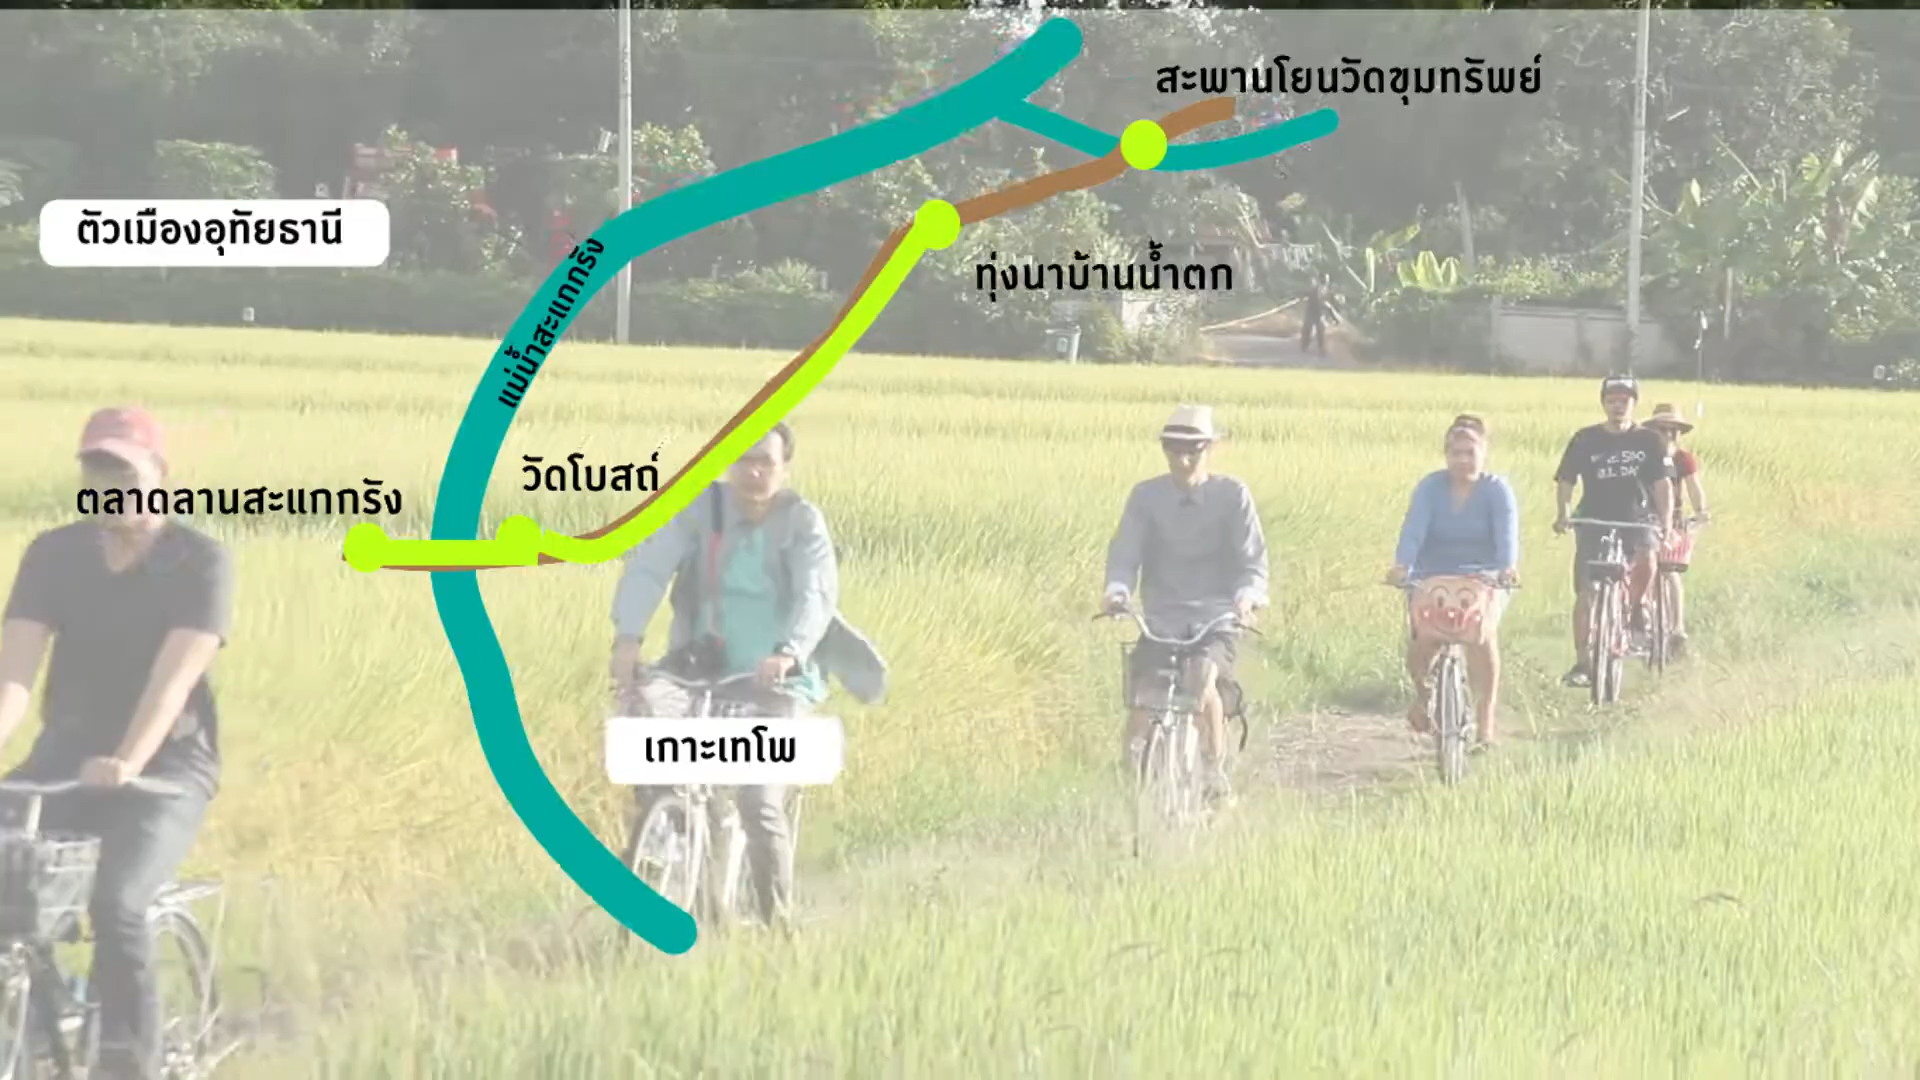 สะพานโยนวัดขุมทรัพย์
ตัวเมืองอุทัยธานี
ทุ่งนาบ้านน้ำตก
แม่น้ำสะแกกรัง
วัดโบสถ์
ตลาดลานสะแกกรัง
เกาะเทโพ